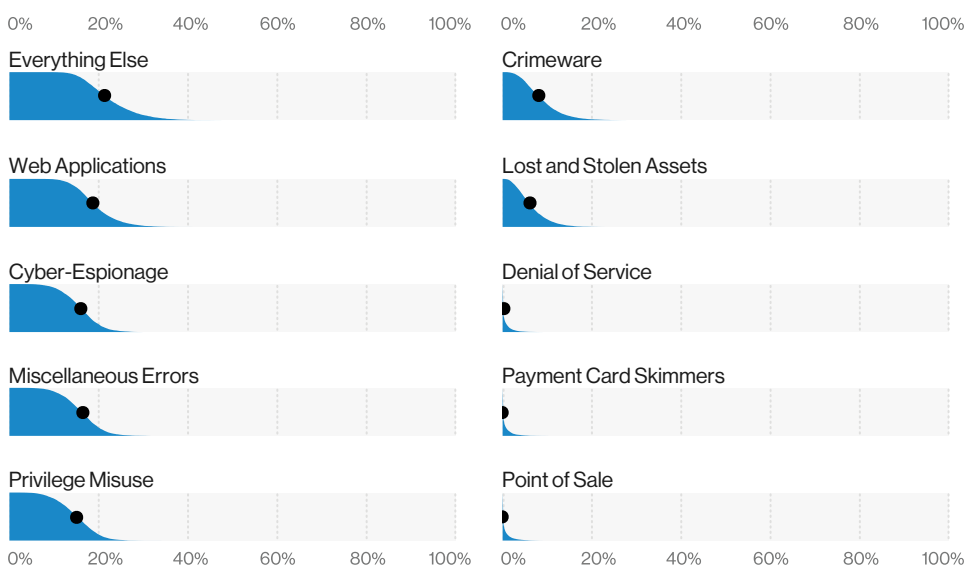 0% 20% 40% 60% 80% 100%
Everything Else
Web Applications
Cyber-Espionage
Miscellaneous Errors
Privilege Misuse
0% 20% 40% 60% 80% 100%
0% 20% 40% 60% 80% 100%
Crimeware
Lost and Stolen Assets
Denial of Service
Payment Card Skimmers
Point of Sale
0% 20% 40% 60% 80% 100%